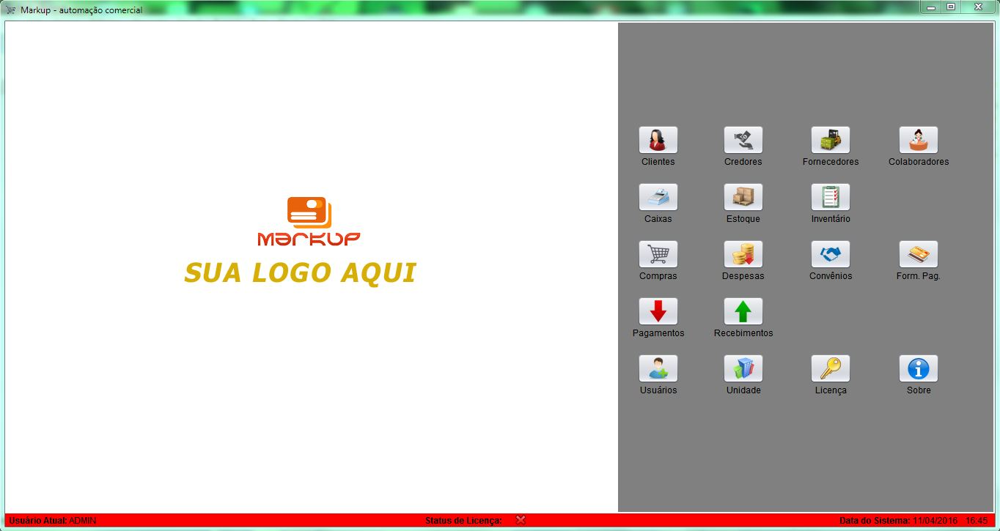 Markup - automação comercial
markup
SUA LOGO AQUI
Clientes
Credores
Fornecedores
Colaboradores
Caixas
Estoque
Inventário
Compras
Despesas
Convênios
Form. Pag.
Pagamentos
Recebimentos
Usuários
Unidade
Licença
Sobre
Usuário Atual: ADMIN
Status de Licença:
Data do Sistema: 11/04/2016 16:45